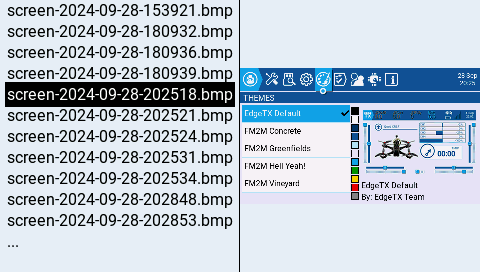 screen-2024-09-28-153921.bmp
screen-2024-09-28-180932.bmp
screen-2024-09-28-180936.bmp
screen-2024-09-28-180939.bmp
screen-2024-09-28-202518.bmp
screen-2024-09-28-202521.bmp
screen-2024-09-28-202524.bmp
screen-2024-09-28-202531.bmp
screen-2024-09-28-202534.bmp
screen-2024-09-28-202848.bmp
screen-2024-09-28-202853.bmp
...
28 Sep
20:25
THEMES
EdgeTX Default
FM2M Concrete
FM2M Greenfields
FM2M Hell Yeah!
FM2M Vineyard
00:00
EdgeTX Default
By: EdgeTX Team